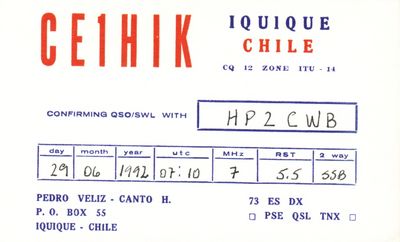 CE1HIK
IQUIQUE
CHILE
CQ 12 ZONE ITU - 14
CONFIRMING QSO/SWL WITH HP2CWB
day month year utc MHz RST 2 way
29 06 1992 07:10 7 5.5 SSB
PEDRO VELIZ - CANTO H.
P. O. BOX 55
IQUIQUE - CHILE
73 ES DX
□ PSE QSL TNX □